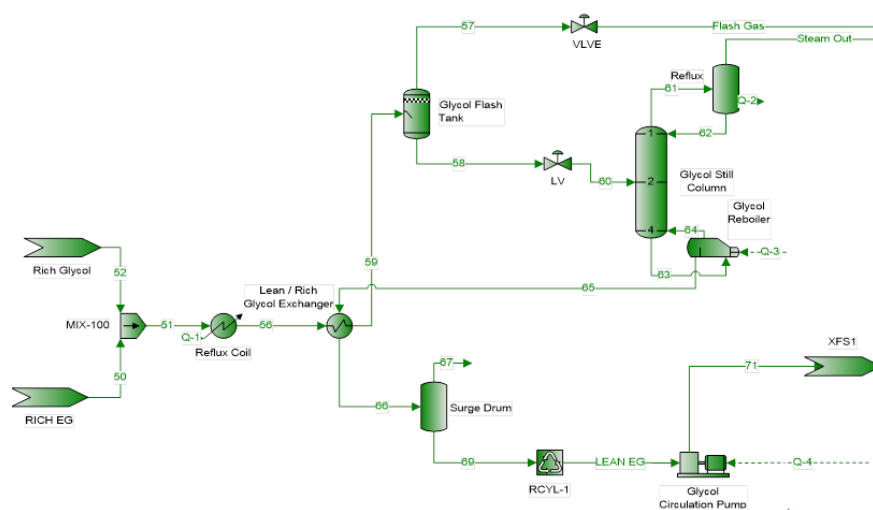 57
VLVE
Flash Gas
Steam Out
Reflux
61
Q-2
Glycol Flash
Tank
1
62
58
LV
60
2
Glycol Still
Column
Glycol
Reboiler
4
64
Q-3
63
59
65
Rich Glycol
52
Lean / Rich
Glycol Exchanger
MIX-100
51
Q-1
56
Reflux Coil
50
RICH EG
67
XFS1
71
66
Surge Drum
69
LEAN EG
Q-4
RCYL-1
Glycol
Circulation Pump